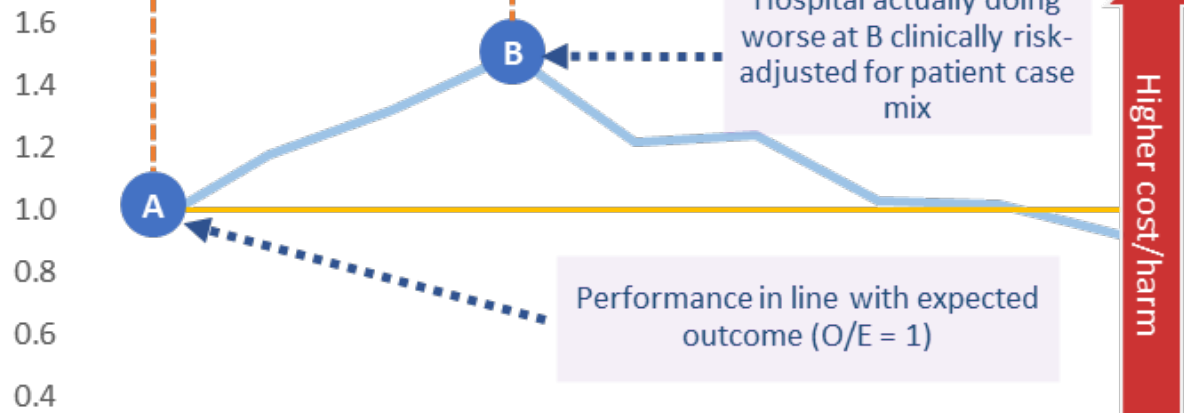 1.6
1.4
1.2
1.0
0.8
0.6
0.4
A
B
Hospital actually doing
worse at B clinically risk-
adjusted for patient case
mix
Performance in line with expected
outcome (O/E = 1)
Higher cost/harm